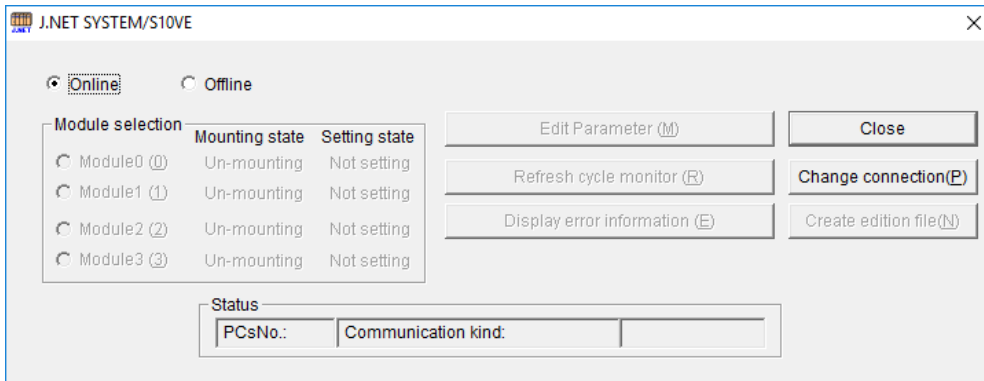 J.NET J.NET SYSTEM/S10VE
Online Offline
Module selection Mounting state Setting state
Module0 (0) Un-mounting Not setting
Module1 (1) Un-mounting Not setting
Module2 (2) Un-mounting Not setting
Module3 (3) Un-mounting Not setting
Edit Parameter (M) Close
Refresh cycle monitor (R) Change connection(P)
Display error information (E) Create edition file(N)
Status
PCsNo.: Communication kind: